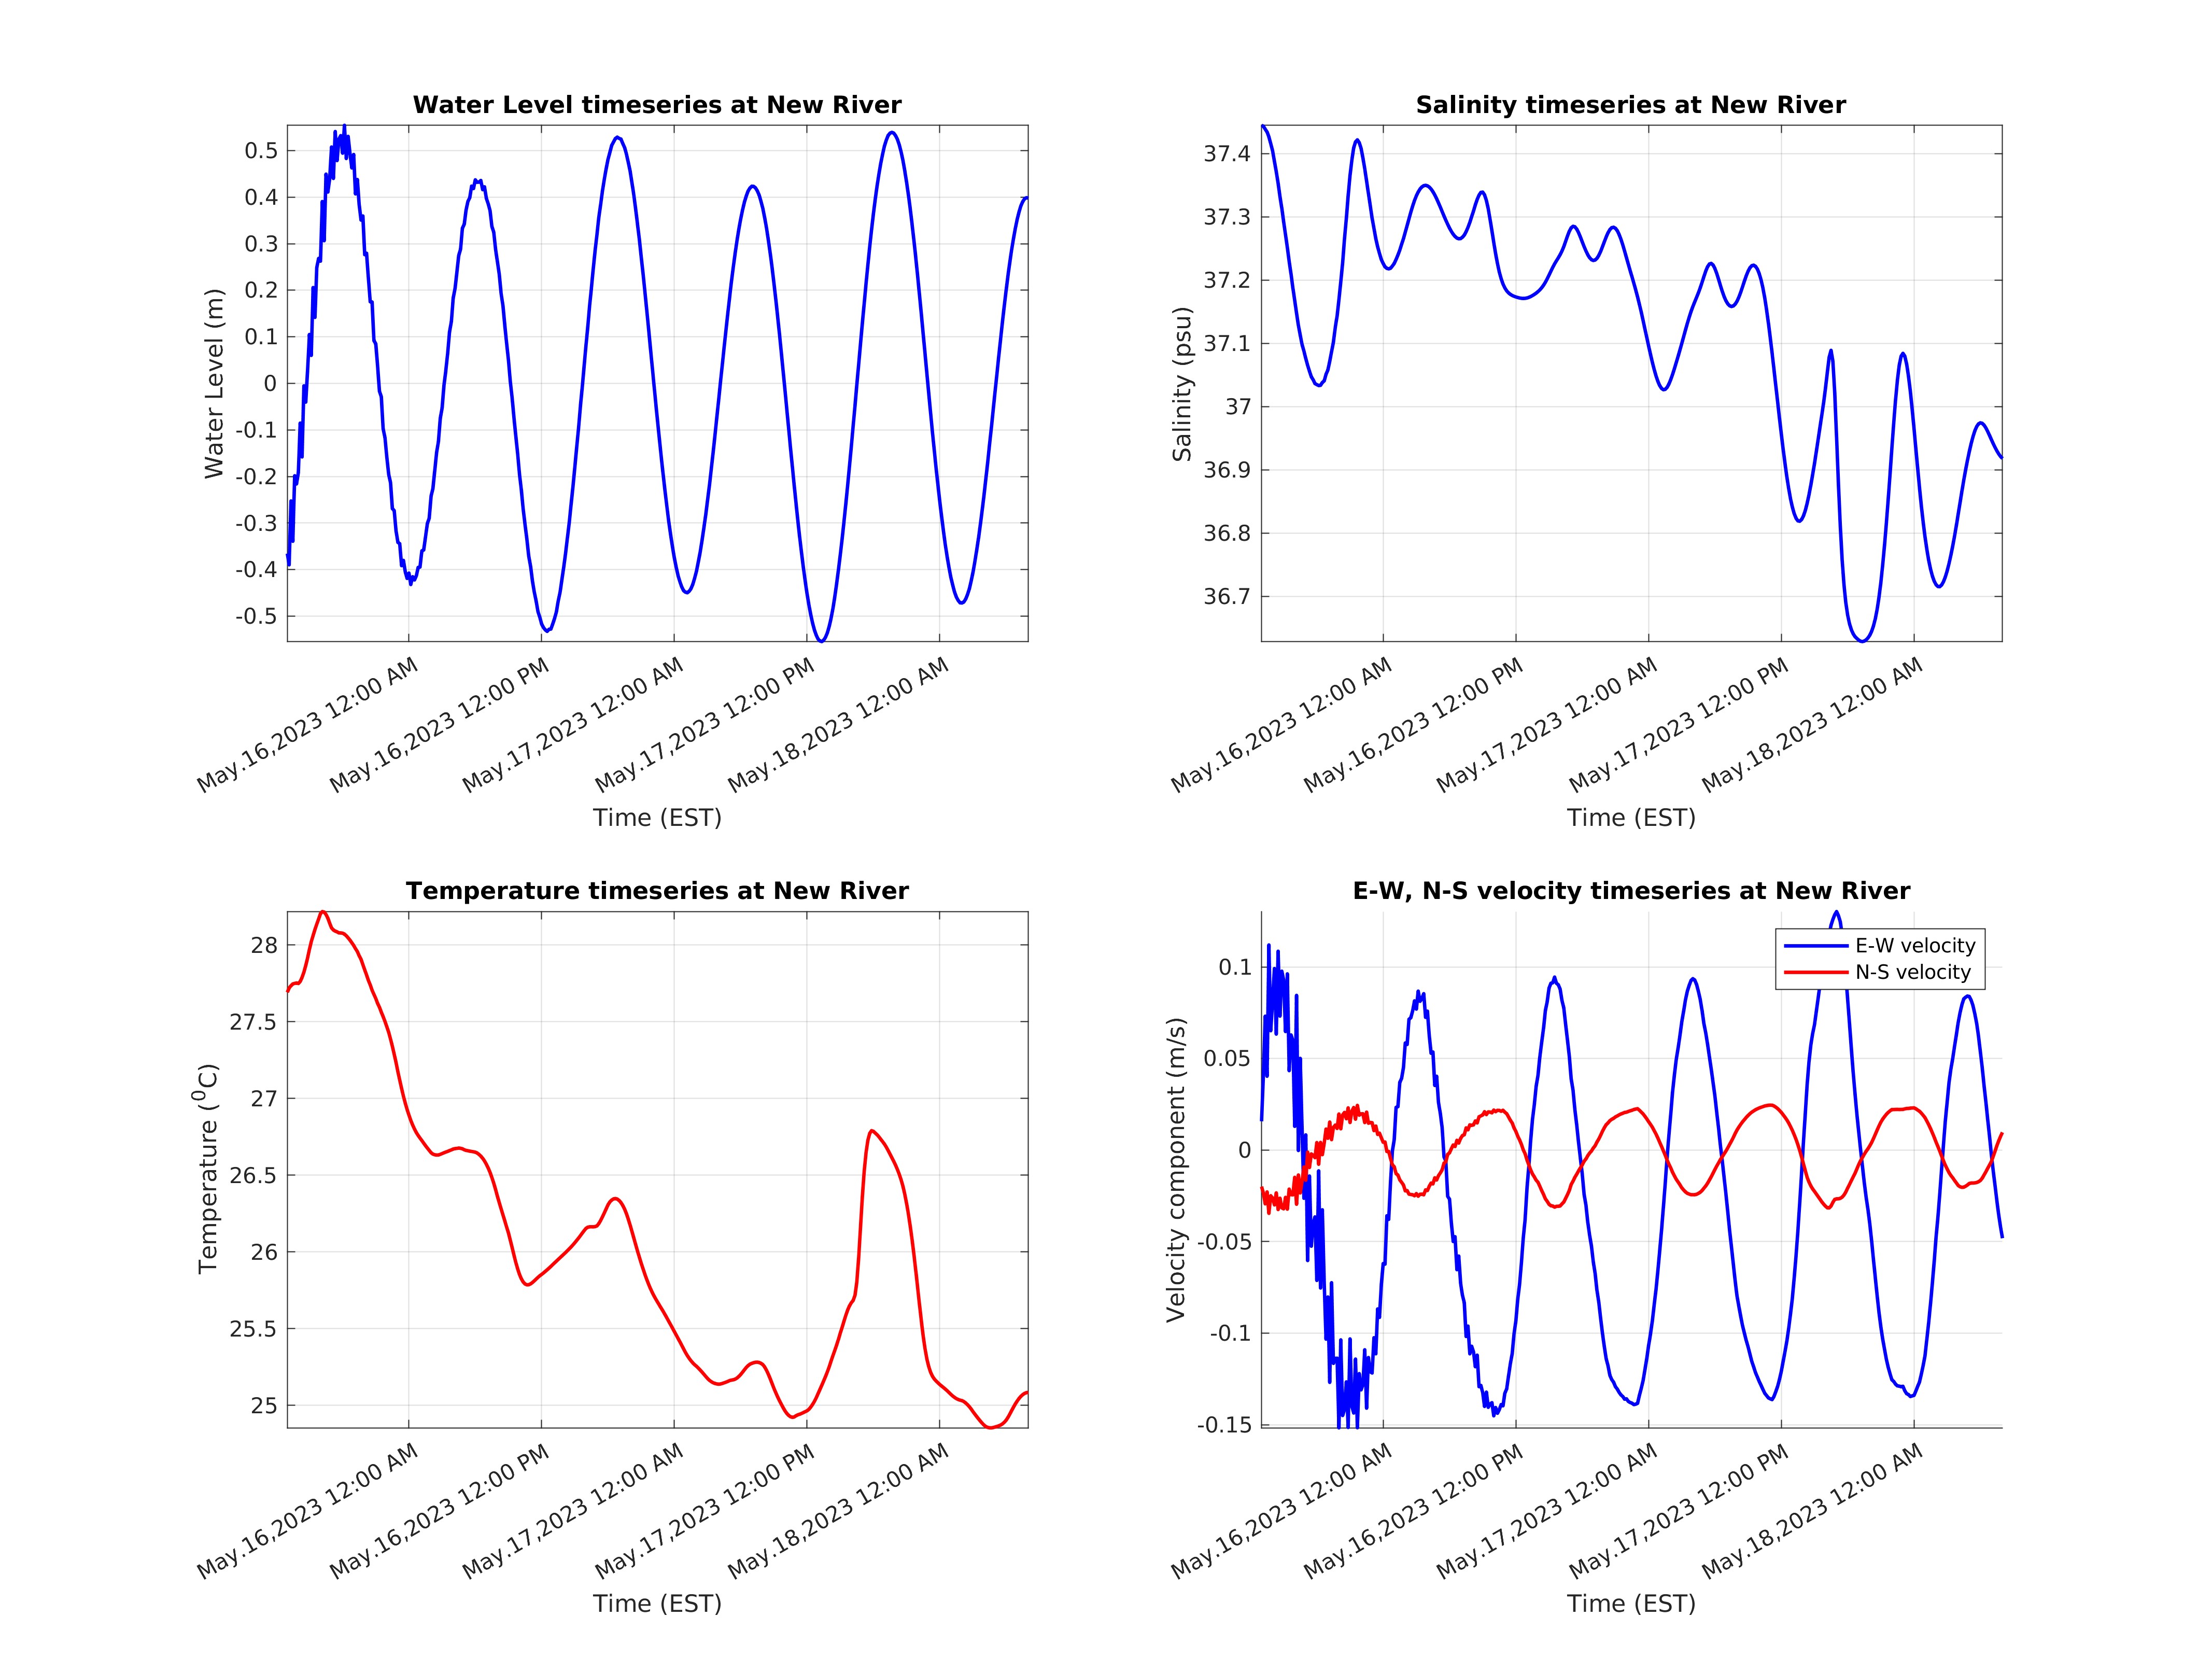 Water Level timeseries at New River
Water Level (m)
0.5
0.4
0.3
0.2
0.1
0
-0.1
-0.2
-0.3
-0.4
-0.5
May.16,2023 12:00 AM
May.16,2023 12:00 PM
May.17,2023 12:00 AM
May.17,2023 12:00 PM
May.18,2023 12:00 AM
Time (EST)
Salinity timeseries at New River
Salinity (psu)
37.4
37.3
37.2
37.1
37
36.9
36.8
36.7
May.16,2023 12:00 AM
May.16,2023 12:00 PM
May.17,2023 12:00 AM
May.17,2023 12:00 PM
May.18,2023 12:00 AM
Time (EST)
Temperature timeseries at New River
Temperature (⁰C)
28
27.5
27
26.5
26
25.5
25
May.16,2023 12:00 AM
May.16,2023 12:00 PM
May.17,2023 12:00 AM
May.17,2023 12:00 PM
May.18,2023 12:00 AM
Time (EST)
E-W, N-S velocity timeseries at New River
E-W velocity
N-S velocity
Velocity component (m/s)
0.1
0.05
0
-0.05
-0.1
-0.15
May.16,2023 12:00 AM
May.16,2023 12:00 PM
May.17,2023 12:00 AM
May.17,2023 12:00 PM
May.18,2023 12:00 AM
Time (EST)